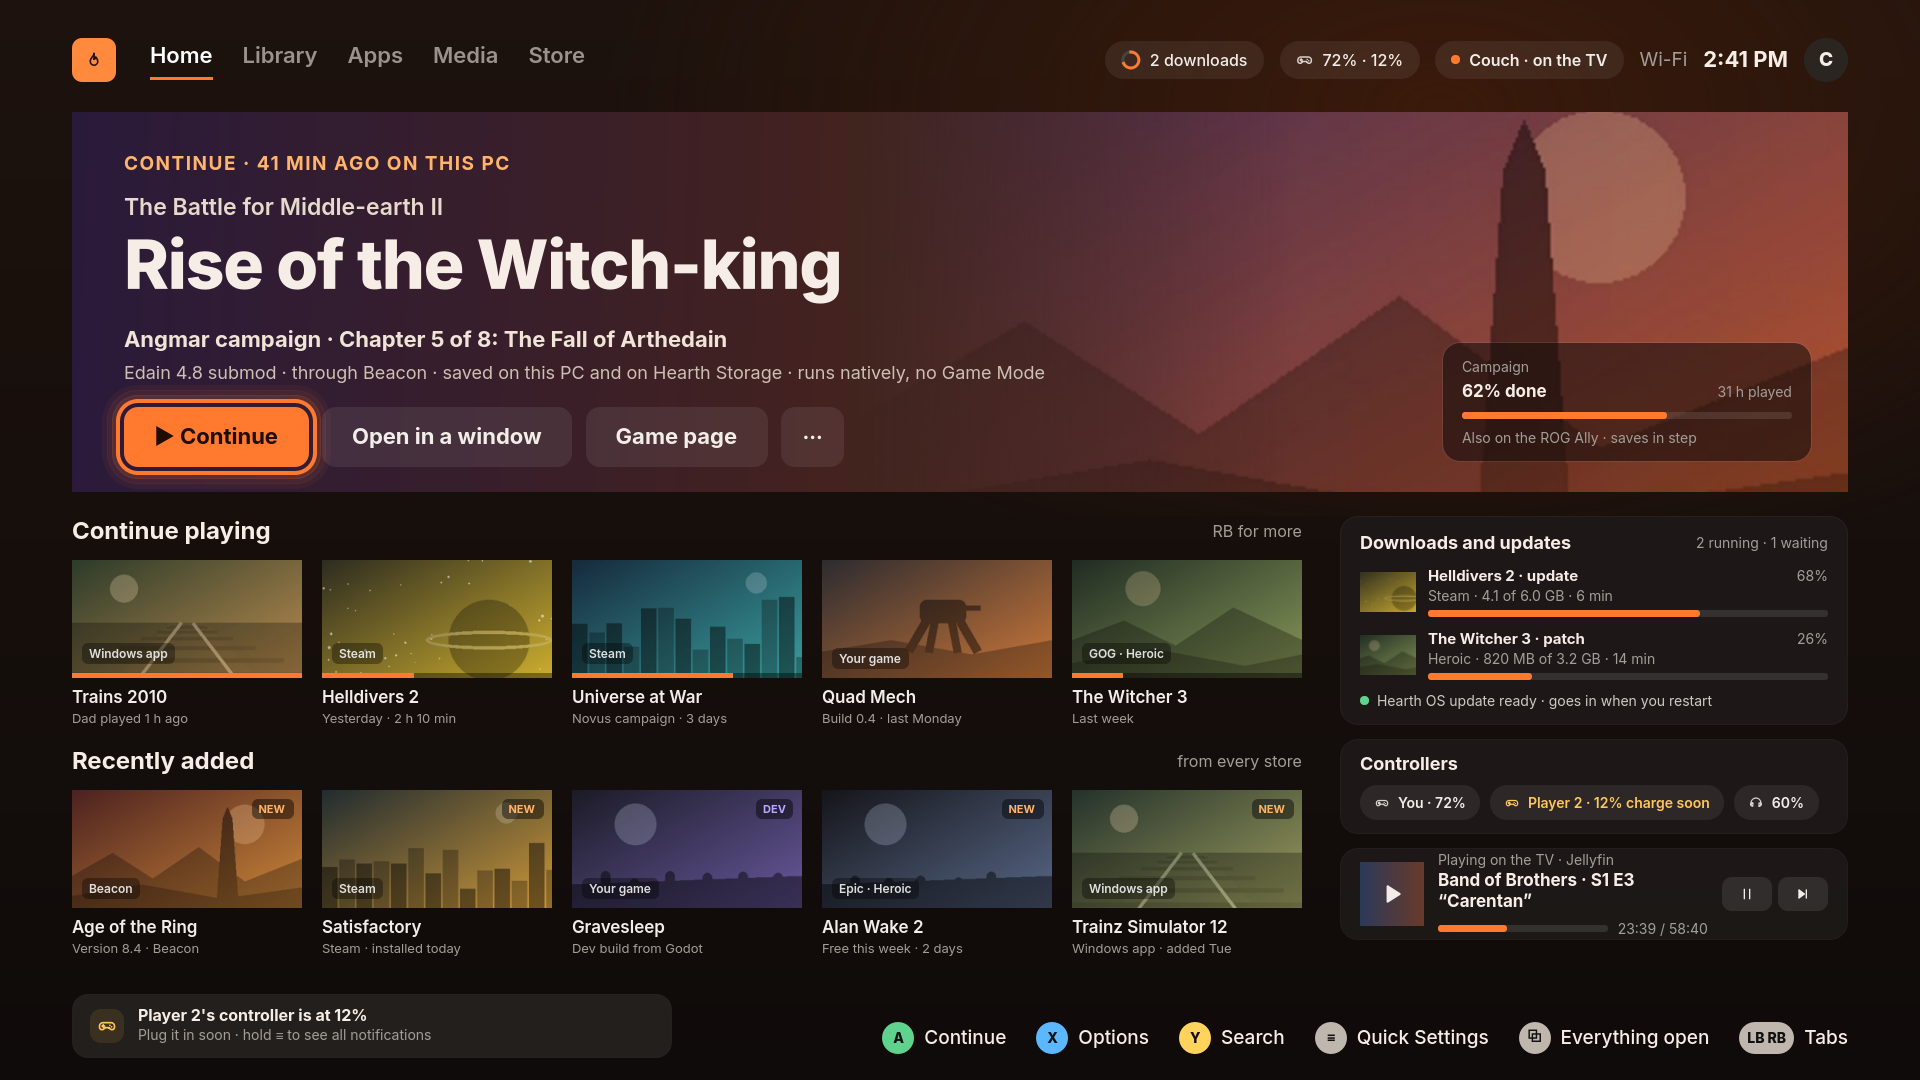 Home Library Apps Media Store
2 downloads
72% · 12%
Couch · on the TV
Wi-Fi
2:41 PM
C
CONTINUE · 41 MIN AGO ON THIS PC
The Battle for Middle-earth II
Rise of the Witch-king
Angmar campaign · Chapter 5 of 8: The Fall of Arthedain
Edain 4.8 submod · through Beacon · saved on this PC and on Hearth Storage · runs natively, no Game Mode
▶ Continue
Open in a window
Game page
···
Campaign
62% done 31 h played
Also on the ROG Ally · saves in step
Continue playing RB for more
Windows app
Trains 2010
Dad played 1 h ago
Steam
Helldivers 2
Yesterday · 2 h 10 min
Steam
Universe at War
Novus campaign · 3 days
Your game
Quad Mech
Build 0.4 · last Monday
GOG · Heroic
The Witcher 3
Last week
Recently added from every store
NEW
Beacon
Age of the Ring
Version 8.4 · Beacon
NEW
Steam
Satisfactory
Steam · installed today
DEV
Your game
Gravesleep
Dev build from Godot
NEW
Epic · Heroic
Alan Wake 2
Free this week · 2 days
NEW
Windows app
Trainz Simulator 12
Windows app · added Tue
Downloads and updates 2 running · 1 waiting
Helldivers 2 · update 68%
Steam · 4.1 of 6.0 GB · 6 min
The Witcher 3 · patch 26%
Heroic · 820 MB of 3.2 GB · 14 min
Hearth OS update ready · goes in when you restart
Controllers
You · 72%
Player 2 · 12% charge soon
60%
Playing on the TV · Jellyfin
Band of Brothers · S1 E3
“Carentan”
23:39 / 58:40
Player 2's controller is at 12%
Plug it in soon · hold ≡ to see all notifications
A Continue
X Options
Y Search
≡ Quick Settings
Everything open
LB RB Tabs